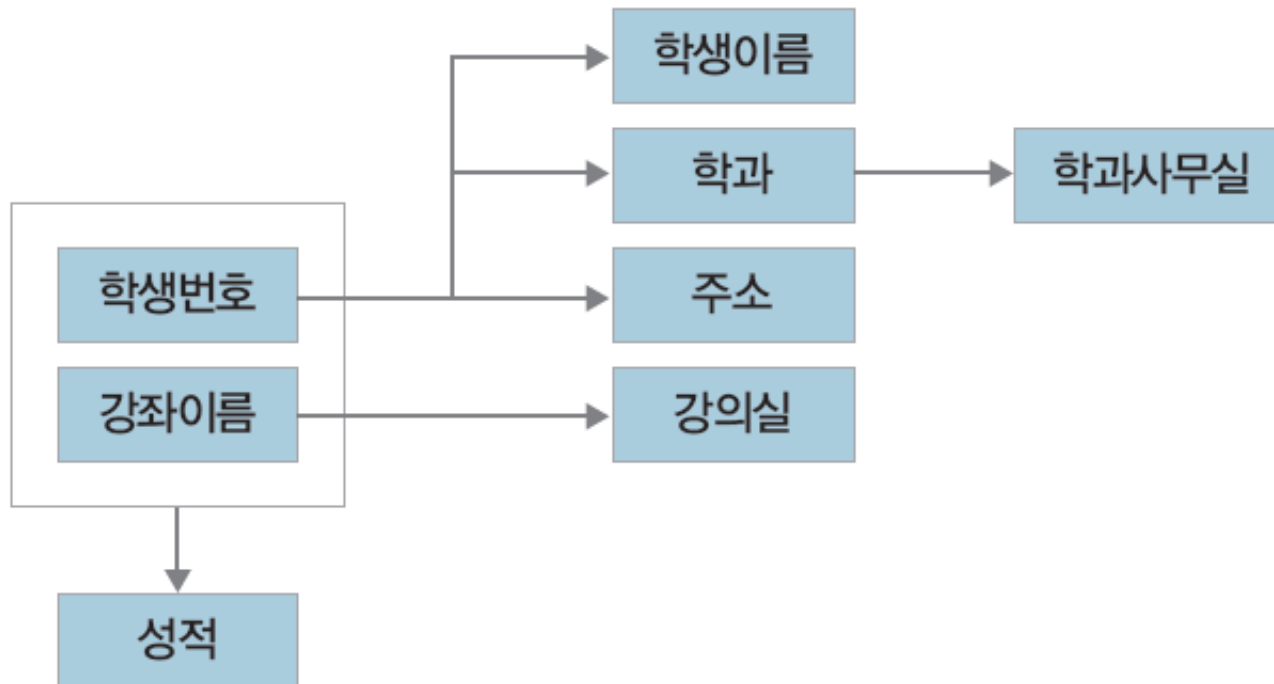 학생이름
학과
학과사무실
학생번호
주소
강좌이름
강의실
성적